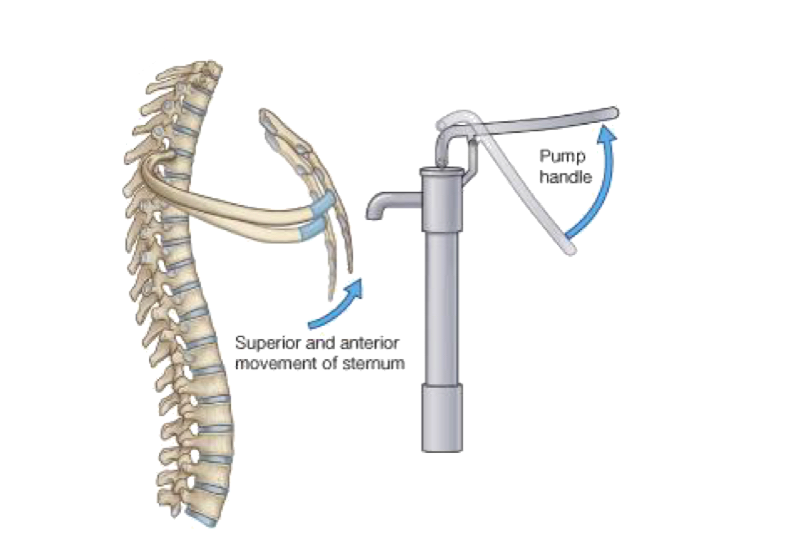 Pump
handle
Superior and anterior
movement of sternum